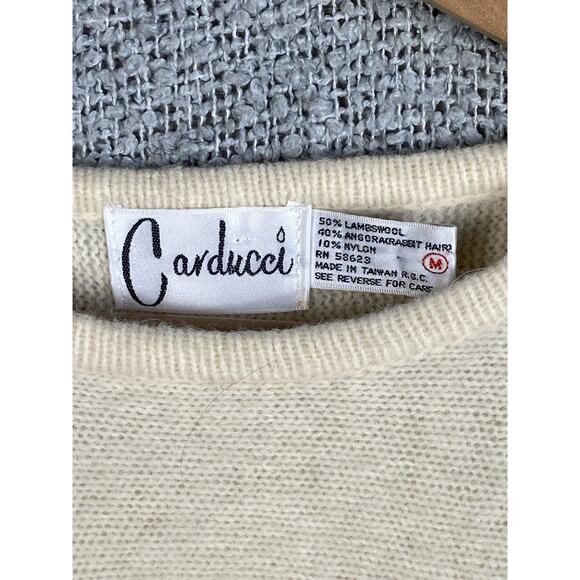 Carducci
50% LAMBSWOOL
40% ANGORA(RABBIT HAIR)
10% NYLON
RN 58623
M
MADE IN TAIWAN R.O.C.
SEE REVERSE FOR CARE